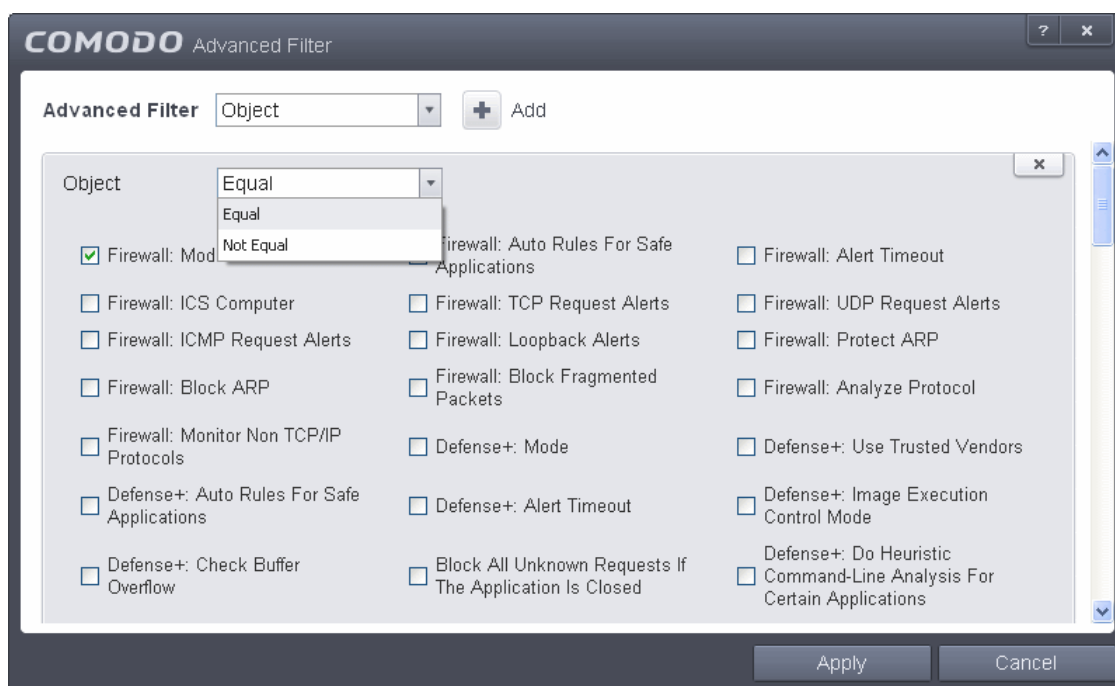 COMODO Advanced Filter
? x
Advanced Filter Object + Add
x
Object Equal
Equal
Not Equal
Firewall: Mod
Firewall: Auto Rules For Safe
Applications
Firewall: Alert Timeout
Firewall: ICS Computer
Firewall: TCP Request Alerts
Firewall: UDP Request Alerts
Firewall: ICMP Request Alerts
Firewall: Loopback Alerts
Firewall: Protect ARP
Firewall: Block ARP
Firewall: Block Fragmented
Packets
Firewall: Analyze Protocol
Firewall: Monitor Non TCP/IP
Protocols
Defense+: Mode
Defense+: Use Trusted Vendors
Defense+: Auto Rules For Safe
Applications
Defense+: Alert Timeout
Defense+: Image Execution
Control Mode
Defense+: Check Buffer
Overflow
Block All Unknown Requests If
The Application Is Closed
Defense+: Do Heuristic
Command-Line Analysis For
Certain Applications
Apply
Cancel